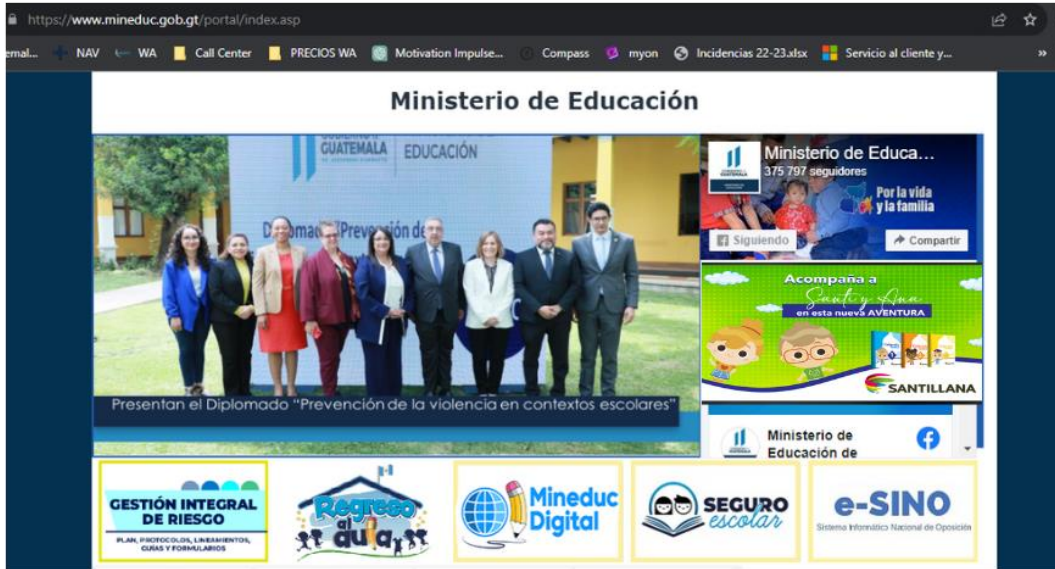 https://www.mineduc.gob.gt/portal/index.asp
emal... NAV WA Call Center PRECIOS WA Motivation Impulse... Compass myon Incidencias 22-23.xlsx Servicio al cliente y... »
Ministerio de Educación
GUATEMALA
EDUCACIÓN
Presentan el Diplomado “Prevención de la violencia en contextos escolares”
Ministerio de Educa...
375 797 seguidores
Por la vida
y la familia
Siguiendo
Compartir
Acompaña a
Santi y Ana
en esta nueva AVENTURA
SANTILLANA
Ministerio de
Educación de
GESTIÓN INTEGRAL
DE RIESGO
PLAN, PROTOCOLOS, LINEAMIENTOS,
GUÍAS Y FORMULARIOS
Regreso
al
aula
Mineduc
Digital
SEGURO
escolar
e-SINO
Sistema Informático Nacional de Oposición